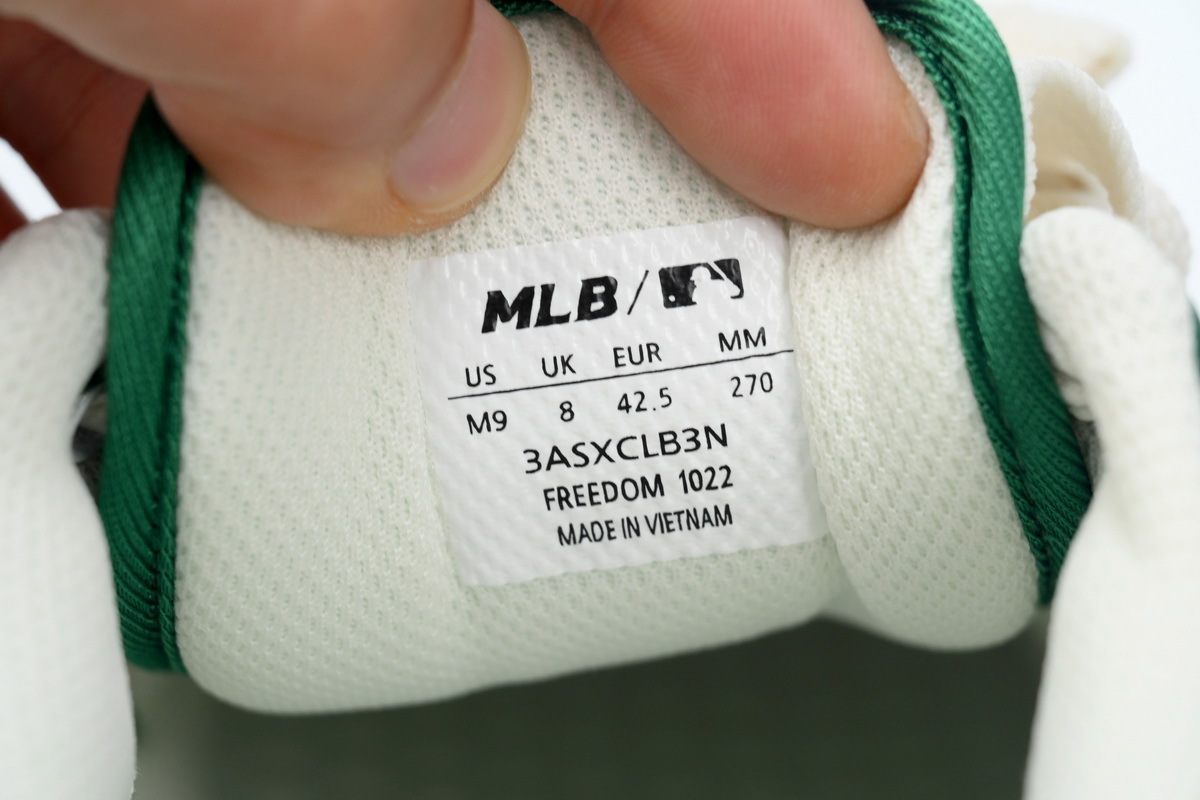 MLB/
US UK EUR MM
M9 8 42.5 270
3ASXCLB3N
FREEDOM 1022
MADE IN VIETNAM